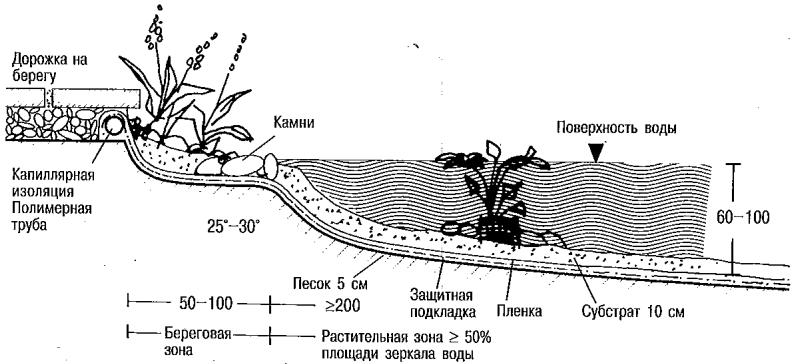 Дорожка на
берегу
Камни
Поверхность воды
Капиллярная
изоляция
Полимерная
труба
25°–30°
60–100
Песок 5 см
Защитная
подкладка
Пленка
Субстрат 10 см
50–100
≥200
Береговая
зона
Растительная зона ≥ 50%
площади зеркала воды